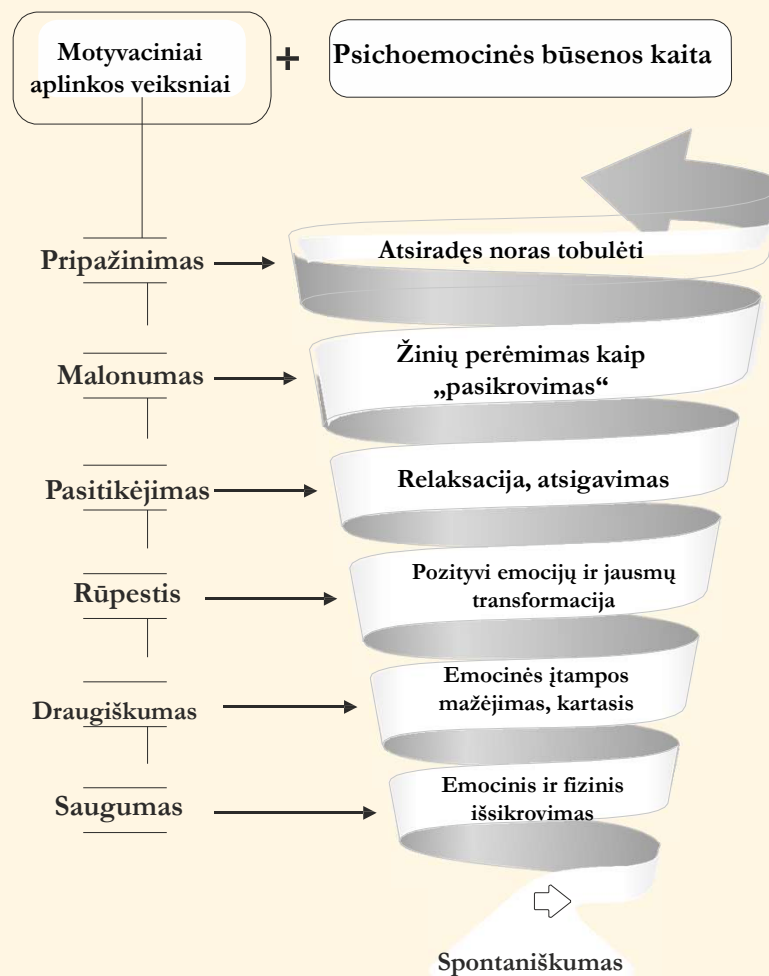 Motyvaciniai
aplinkos veiksniai
+
Psichoemocinės būsenos kaita
Pripažinimas
Atsiradęs noras tobulėti
Malonumas
Žinių perėmimas kaip
„pasikrovimas“
Pasitikėjimas
Relaksacija, atsigavimas
Rūpestis
Pozityvi emocijų ir jausmų
transformacija
Draugiškumas
Emocinės įtampos
mažėjimas, kartasis
Saugumas
Emocinis ir fizinis
išsikrovimas
Spontaniškumas